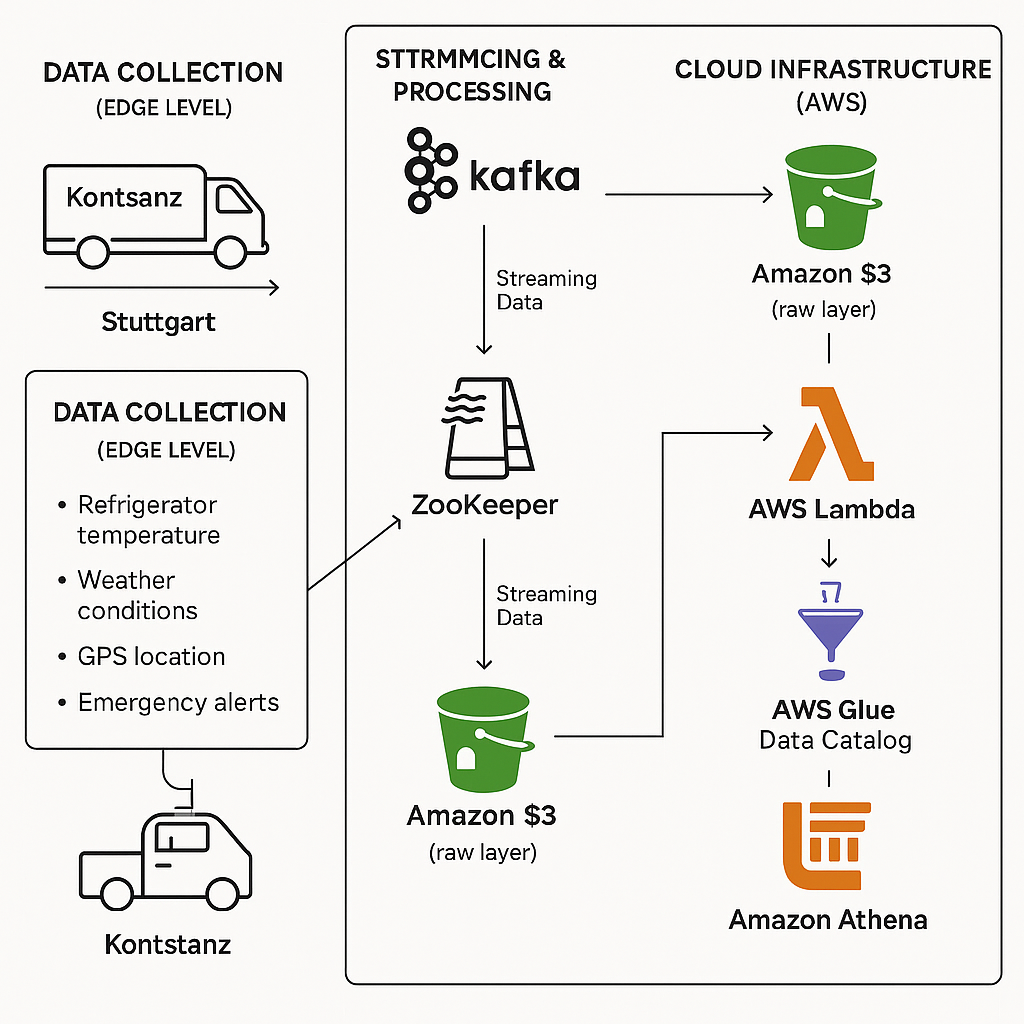 DATA COLLECTION
(EDGE LEVEL)
Kontsanz
Stuttgart
DATA COLLECTION
(EDGE LEVEL)
• Refrigerator
temperature
• Weather
conditions
• GPS location
• Emergency alerts
Kontstanz
STTRMMCING &
PROCESSING
kafka
Streaming
Data
ZooKeeper
Streaming
Data
Amazon $3
(raw layer)
CLOUD INFRASTRUCTURE
(AWS)
Amazon $3
(raw layer)
AWS Lambda
AWS Glue
Data Catalog
Amazon Athena